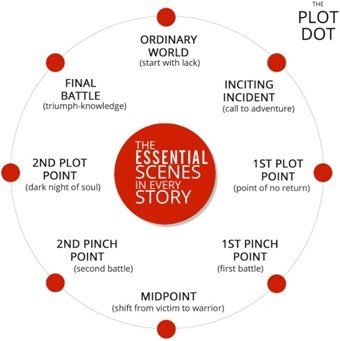 THE
PLOT
DOT
ORDINARY
WORLD
(start with lack)
INCITING
INCIDENT
(call to adventure)
1ST PLOT
POINT
(point of no return)
1ST PINCH
POINT
(first battle)
MIDPOINT
(shift from victim to warrior)
2ND PINCH
POINT
(second battle)
2ND PLOT
POINT
(dark night of soul)
FINAL
BATTLE
(triumph-knowledge)
THE
ESSENTIAL
SCENES
IN EVERY
STORY